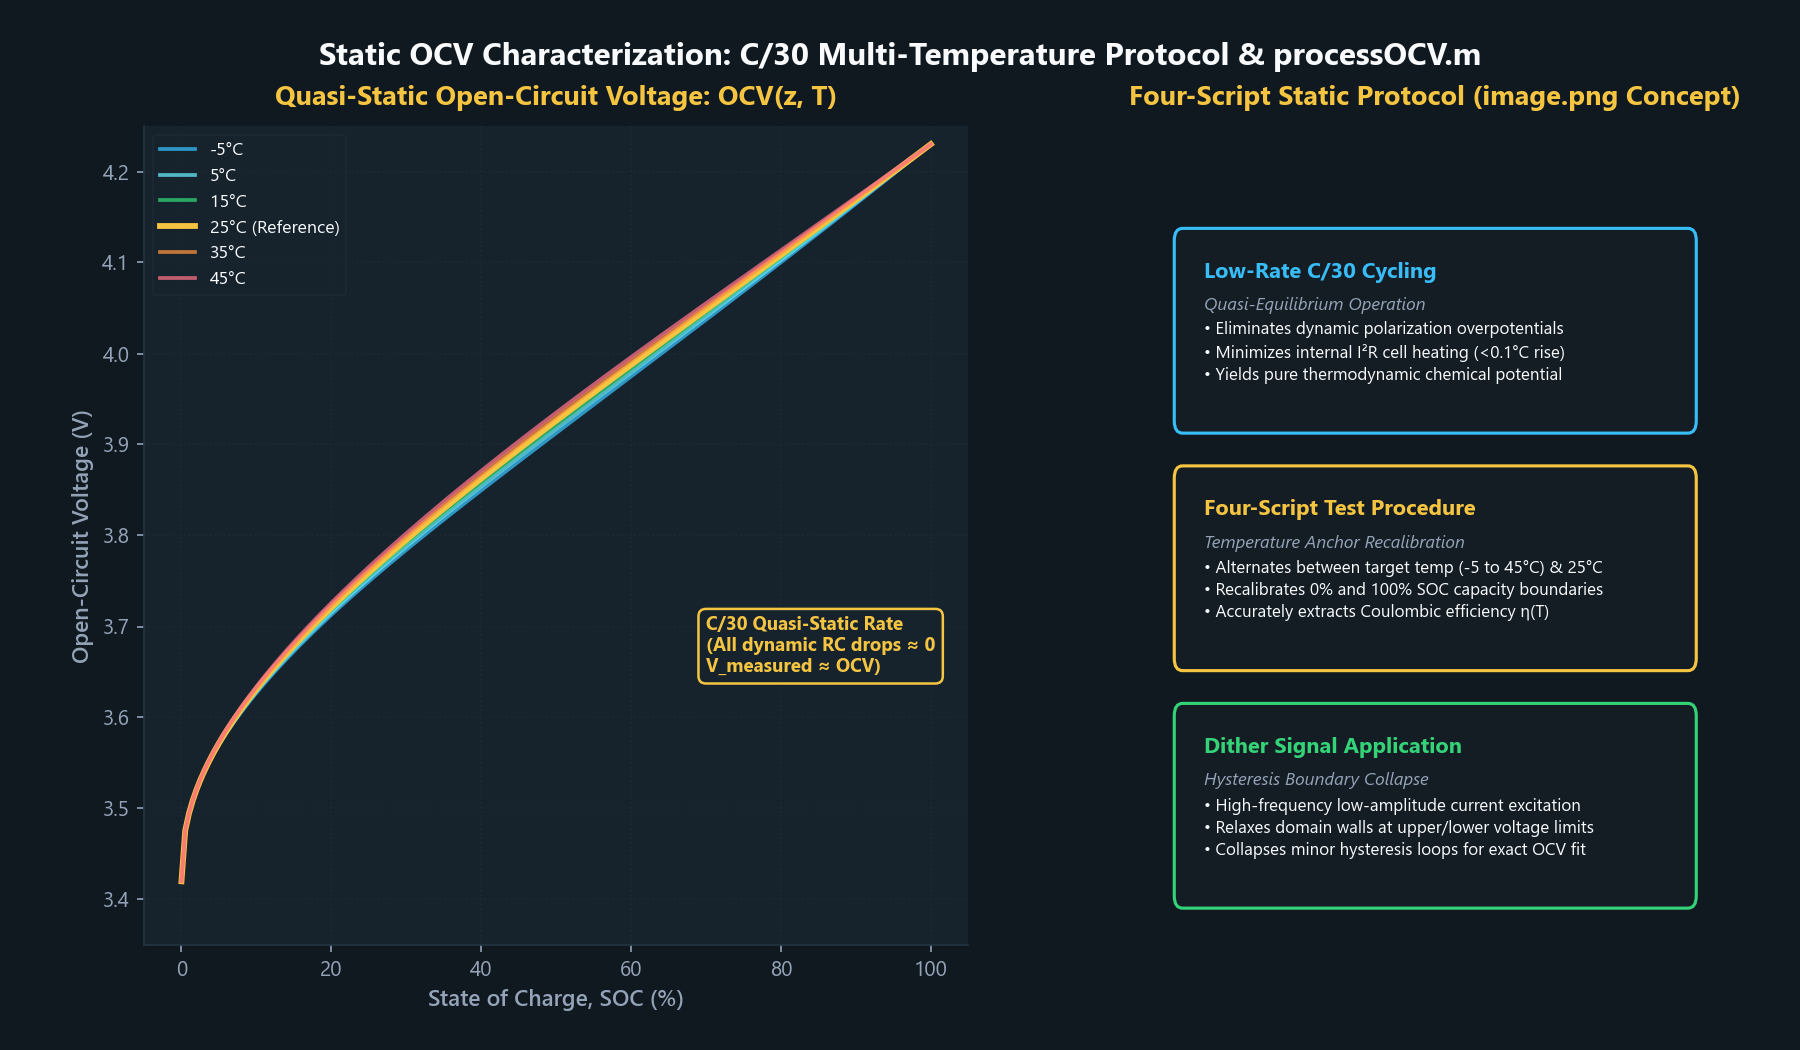 Static OCV Characterization: C/30 Multi-Temperature Protocol & processOCV.m
Quasi-Static Open-Circuit Voltage: OCV(z, T)
-5°C
5°C
15°C
25°C (Reference)
35°C
45°C
4.2
4.1
4.0
3.9
3.8
3.7
3.6
3.5
3.4
Open-Circuit Voltage (V)
C/30 Quasi-Static Rate
(All dynamic RC drops ≈ 0
V_measured ≈ OCV)
0
20
40
60
80
100
State of Charge, SOC (%)
Four-Script Static Protocol (image.png Concept)
Low-Rate C/30 Cycling
Quasi-Equilibrium Operation
• Eliminates dynamic polarization overpotentials
• Minimizes internal I²R cell heating (<0.1°C rise)
• Yields pure thermodynamic chemical potential
Four-Script Test Procedure
Temperature Anchor Recalibration
• Alternates between target temp (-5 to 45°C) & 25°C
• Recalibrates 0% and 100% SOC capacity boundaries
• Accurately extracts Coulombic efficiency η(T)
Dither Signal Application
Hysteresis Boundary Collapse
• High-frequency low-amplitude current excitation
• Relaxes domain walls at upper/lower voltage limits
• Collapses minor hysteresis loops for exact OCV fit